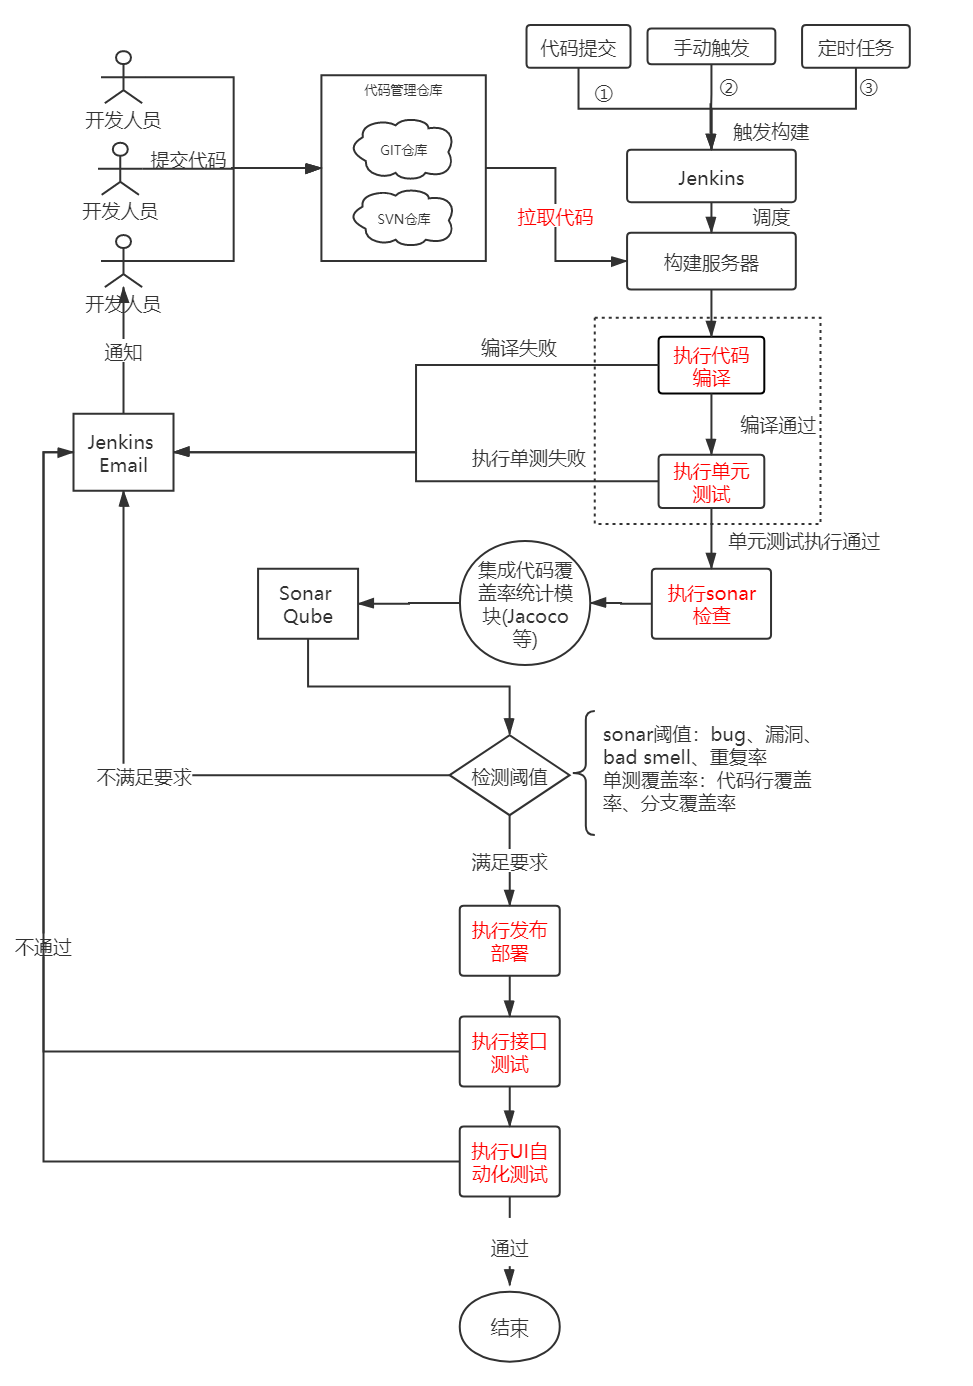 代码提交
手动触发
定时任务
①
②
③
触发构建
开发人员
提交代码
开发人员
开发人员
代码管理仓库
GIT仓库
SVN仓库
拉取代码
Jenkins
调度
构建服务器
通知
编译失败
执行代码
编译
编译通过
Jenkins
Email
执行单测失败
执行单元
测试
单元测试执行通过
Sonar
Qube
集成代码覆
盖率统计模
块(Jacoco
等)
执行sonar
检查
不满足要求
检测阈值
sonar阈值：bug、漏洞、
bad smell、重复率
单测覆盖率：代码行覆盖
率、分支覆盖率
满足要求
不通过
执行发布
部署
执行接口
测试
执行UI自
动化测试
通过
结束